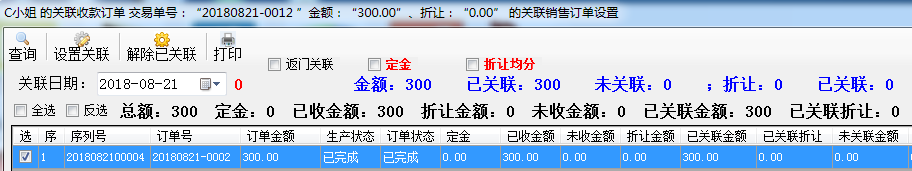 C小姐 的关联收款订单 交易单号：“20180821-0012 ”金额：“300.00”、折让：“0.00” 的关联销售订单设置
查询 设置关联 解除已关联 打印
返门关联 定金 折让均分
关联日期： 2018-08-21 0 金额：300 已关联：300 未关联：0 ；折让：0 已关联：0
全选 反选 总额：300 定金：0 已收金额：300 折让金额：0 未收金额：0 已关联金额：300 已关联折让：0
选 序 序列号 订单号 订单金额 生产状态 订单状态 定金 已收金额 未收金额 折让金额 已关联金额 已关联折让 未关联金额
1 2018082100004 20180821-0002 300.00 已完成 已完成 0.00 300.00 0.00 0.00 300.00 0.00 0.00